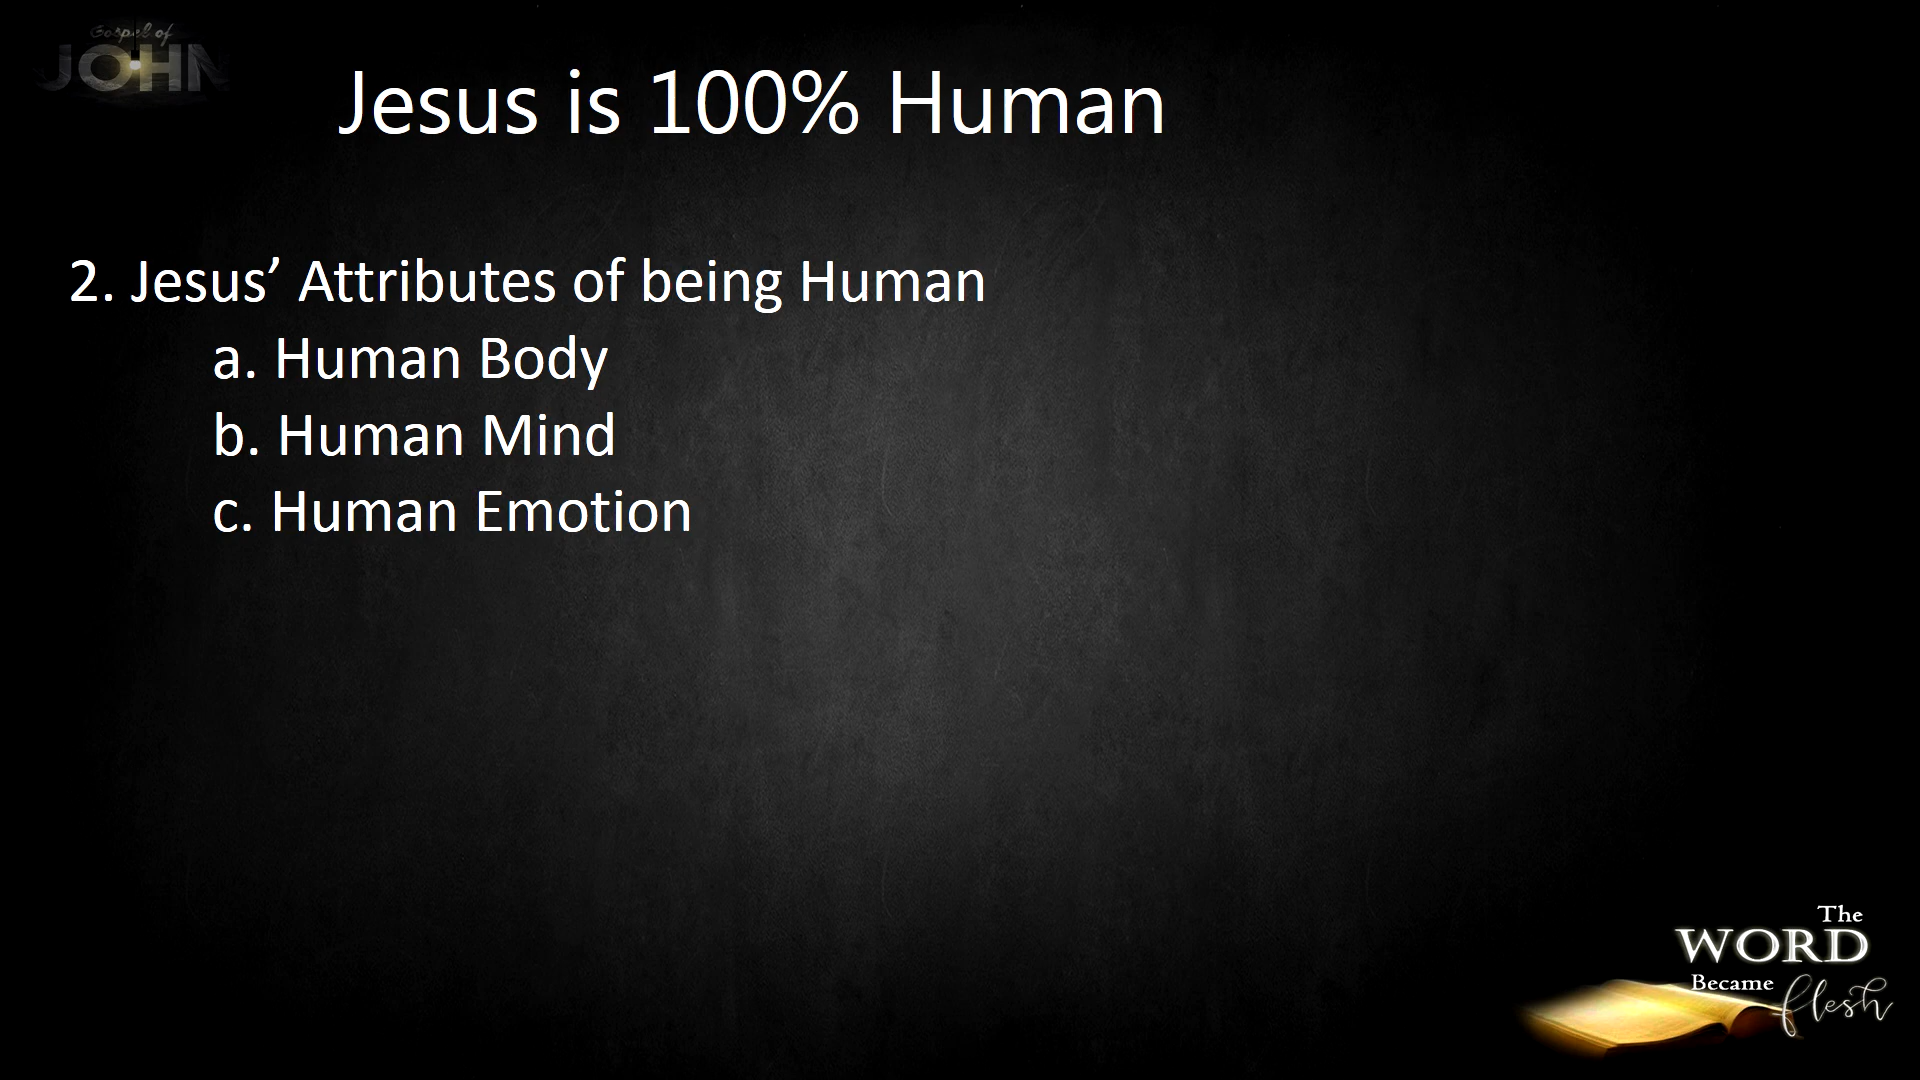 Gospel of
JOHN
Jesus is 100% Human
2. Jesus’ Attributes of being Human
a. Human Body
b. Human Mind
c. Human Emotion
The
WORD
Became
flesh